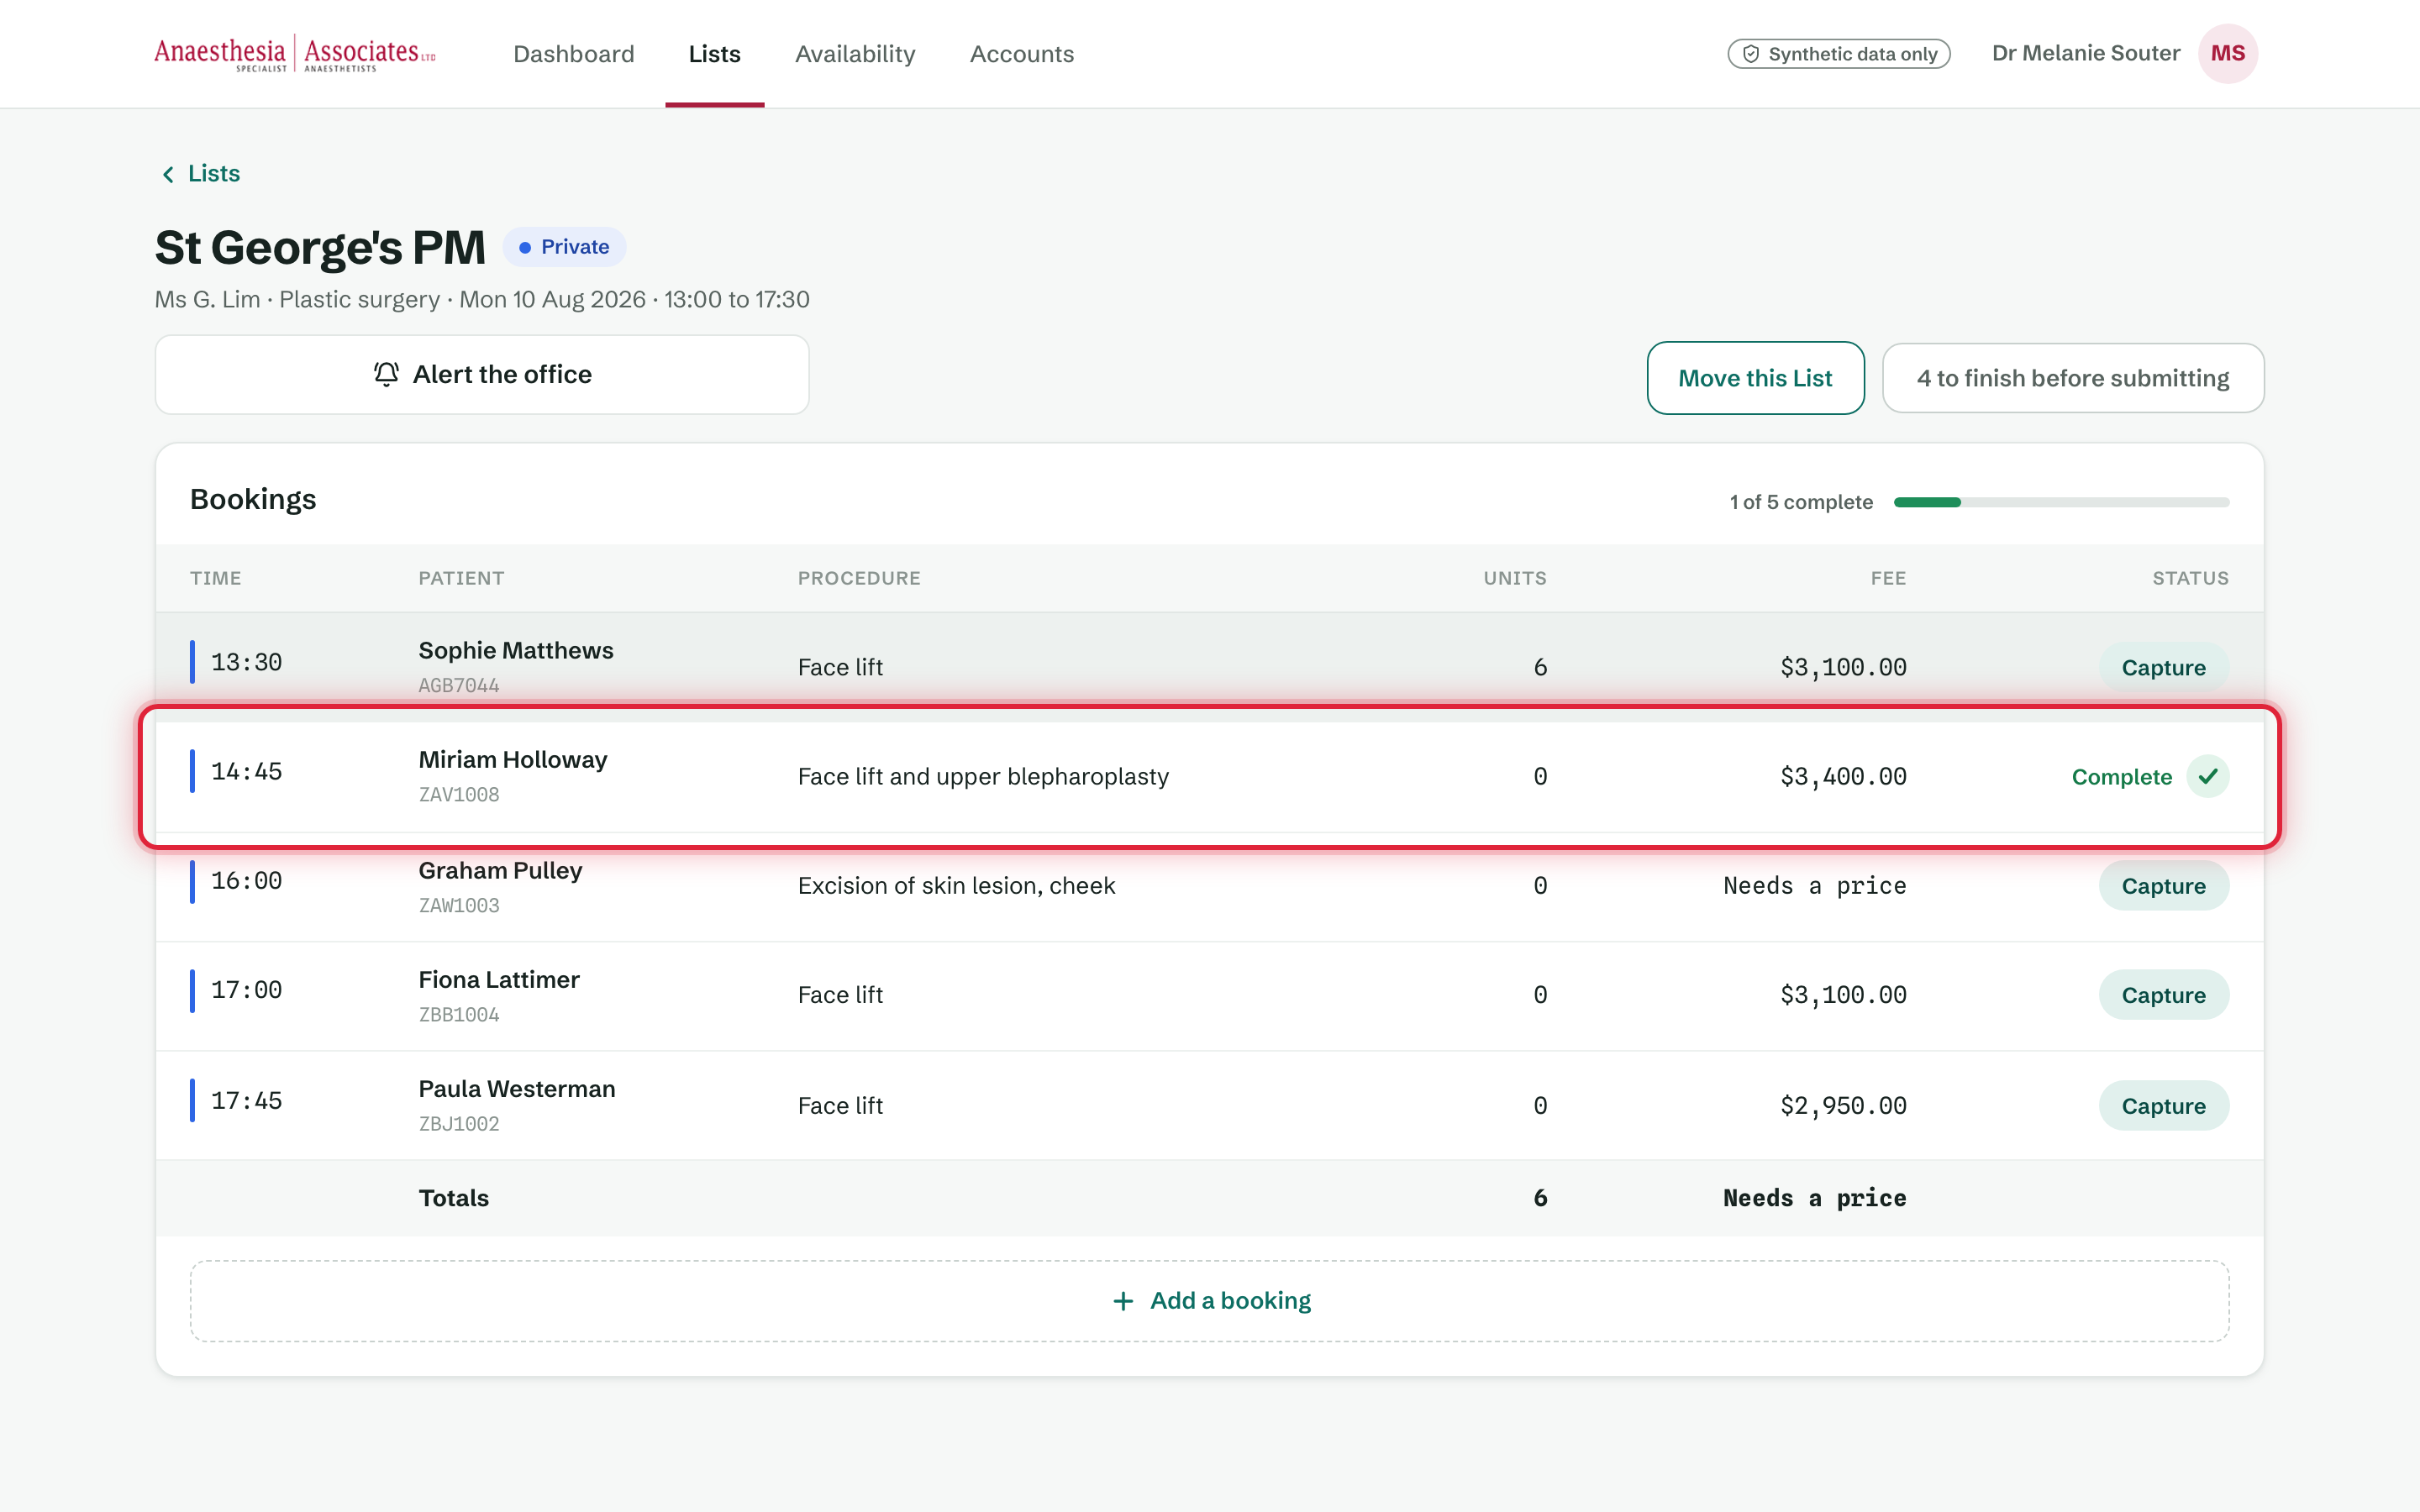 Anaesthesia Associates LTD
SPECIALIST ANAESTHETISTS
Dashboard Lists Availability Accounts
Synthetic data only
Dr Melanie Souter MS
Lists
St George's PM Private
Ms G. Lim · Plastic surgery · Mon 10 Aug 2026 · 13:00 to 17:30
Alert the office
Move this List
4 to finish before submitting
Bookings
1 of 5 complete
TIME PATIENT PROCEDURE UNITS FEE STATUS
13:30 Sophie Matthews Face lift 6 $3,100.00 Capture
AGB7044
14:45 Miriam Holloway Face lift and upper blepharoplasty 0 $3,400.00 Complete
ZAV1008
16:00 Graham Pulley Excision of skin lesion, cheek 0 Needs a price Capture
ZAW1003
17:00 Fiona Lattimer Face lift 0 $3,100.00 Capture
ZBB1004
17:45 Paula Westerman Face lift 0 $2,950.00 Capture
ZBJ1002
Totals 6 Needs a price
+ Add a booking